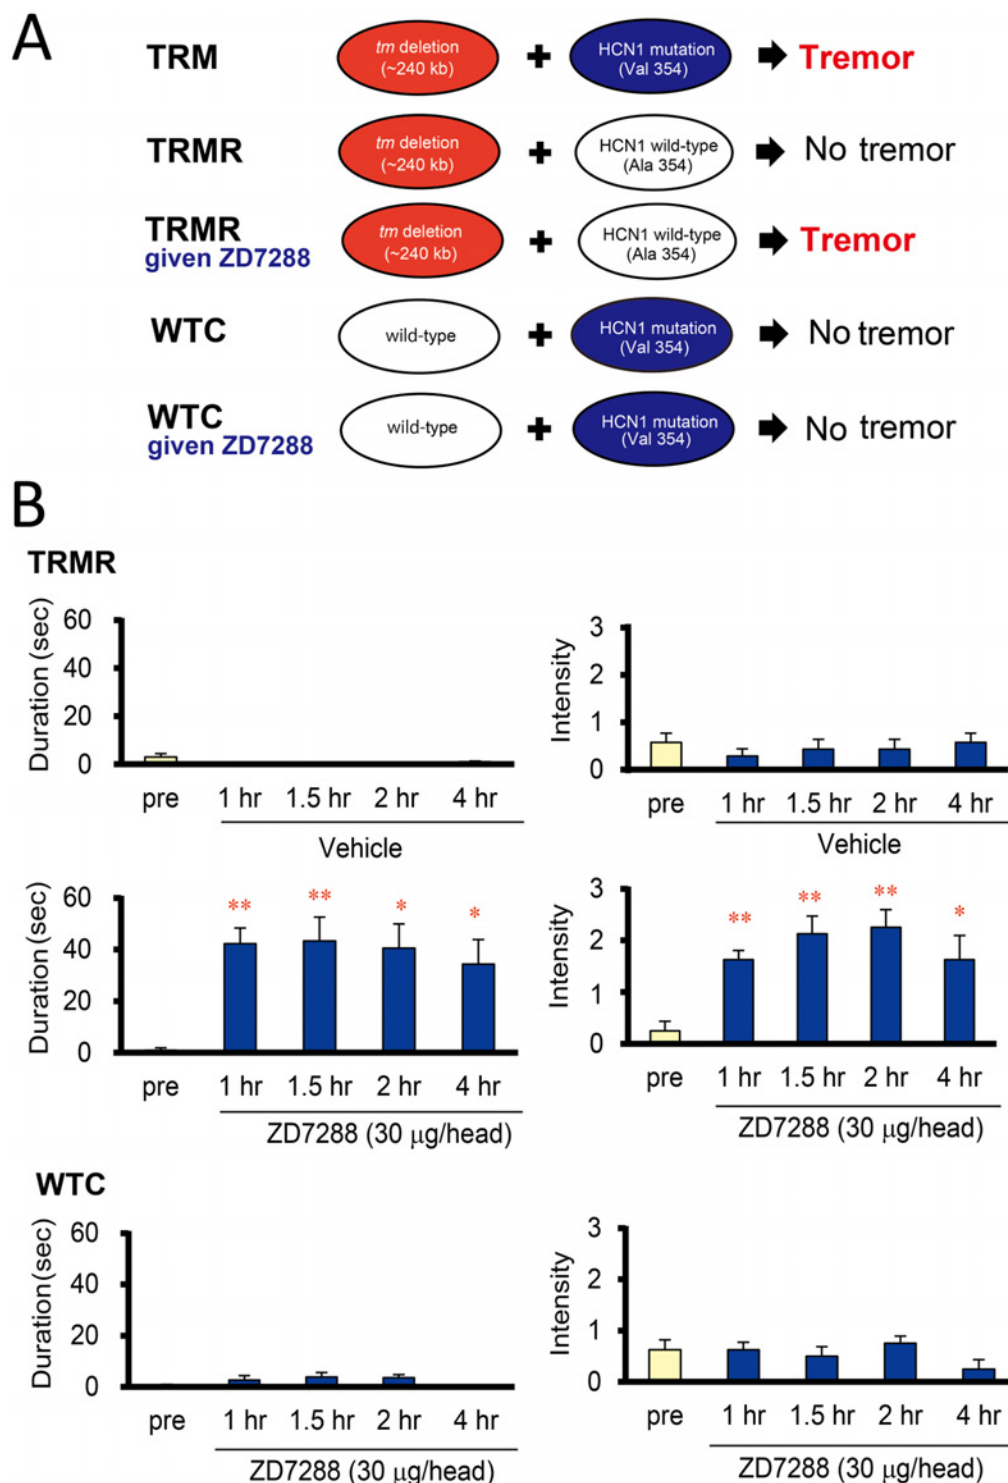 A
TRM
tm deletion
(~240 kb)
+
HCN1 mutation
(Val 354)
Tremor
TRMR
tm deletion
(~240 kb)
+
HCN1 wild-type
(Ala 354)
No tremor
TRMR
given ZD7288
tm deletion
(~240 kb)
+
HCN1 wild-type
(Ala 354)
Tremor
WTC
wild-type
+
HCN1 mutation
(Val 354)
No tremor
WTC
given ZD7288
wild-type
+
HCN1 mutation
(Val 354)
No tremor
B
TRMR
Duration (sec)
60
40
20
0
pre 1 hr 1.5 hr 2 hr 4 hr
Vehicle
Intensity
3
2
1
0
pre 1 hr 1.5 hr 2 hr 4 hr
Vehicle
Duration (sec)
60
40
20
0
** ** * *
pre 1 hr 1.5 hr 2 hr 4 hr
ZD7288 (30 μg/head)
Intensity
3
2
1
0
** ** ** *
pre 1 hr 1.5 hr 2 hr 4 hr
ZD7288 (30 μg/head)
WTC
Duration (sec)
60
40
20
0
pre 1 hr 1.5 hr 2 hr 4 hr
ZD7288 (30 μg/head)
Intensity
3
2
1
0
pre 1 hr 1.5 hr 2 hr 4 hr
ZD7288 (30 μg/head)